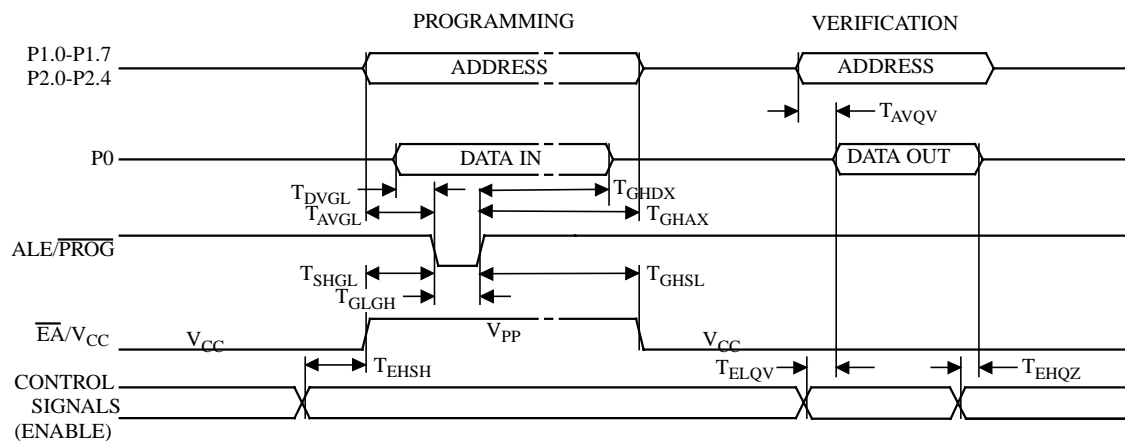 PROGRAMMING
VERIFICATION
P1.0-P1.7
P2.0-P2.4
ADDRESS
ADDRESS
TAVQV
P0
DATA IN
DATA OUT
TDVGL
TGHDX
TAVGL
TGHAX
ALE/PROG
TSHGL
TGHSL
TGLGH
EA/VCC
VCC
VPP
VCC
TEHSH
TELQV
TEHQZ
CONTROL
SIGNALS
(ENABLE)